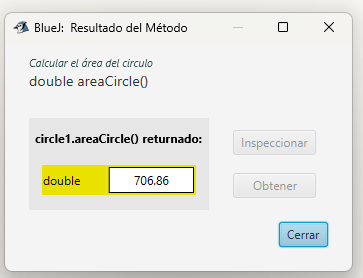 BlueJ: Resultado del Método
Calcular el área del circulo
double areaCircle()
circle1.areaCircle() returnado:
double 706.86
Inspeccionar
Obtener
Cerrar